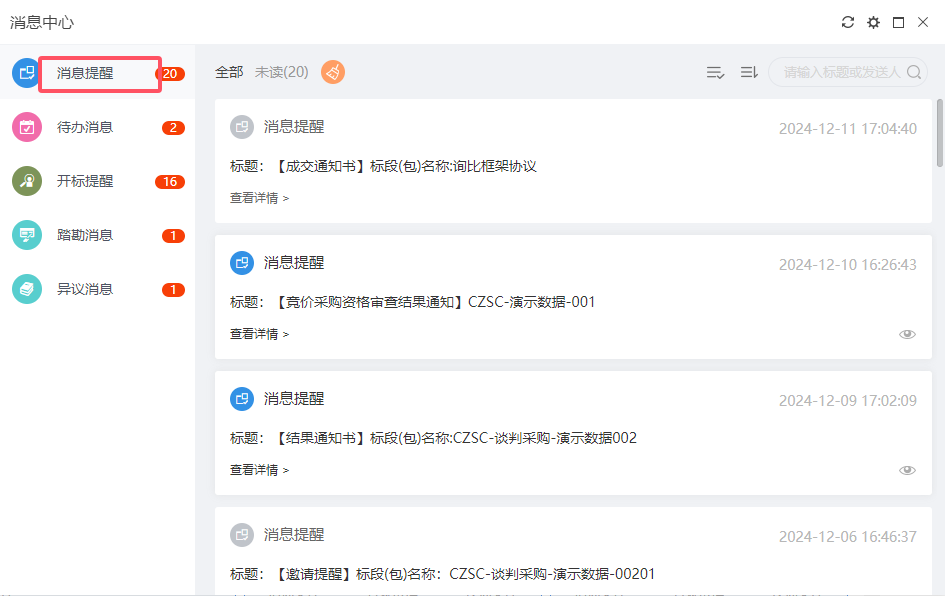 消息中心
消息提醒 20
待办消息 2
开标提醒 16
踏勘消息 1
异议消息 1
全部 未读(20) 请输入标题或发送人
消息提醒 2024-12-11 17:04:40
标题：【成交通知书】标段(包)名称:询比框架协议
查看详情 >
消息提醒 2024-12-10 16:26:43
标题：【竞价采购资格审查结果通知】CZSC-演示数据-001
查看详情 >
消息提醒 2024-12-09 17:02:09
标题：【结果通知书】标段(包)名称:CZSC-谈判采购-演示数据002
查看详情 >
消息提醒 2024-12-06 16:46:37
标题：【邀请提醒】标段(包)名称：CZSC-谈判采购-演示数据-00201